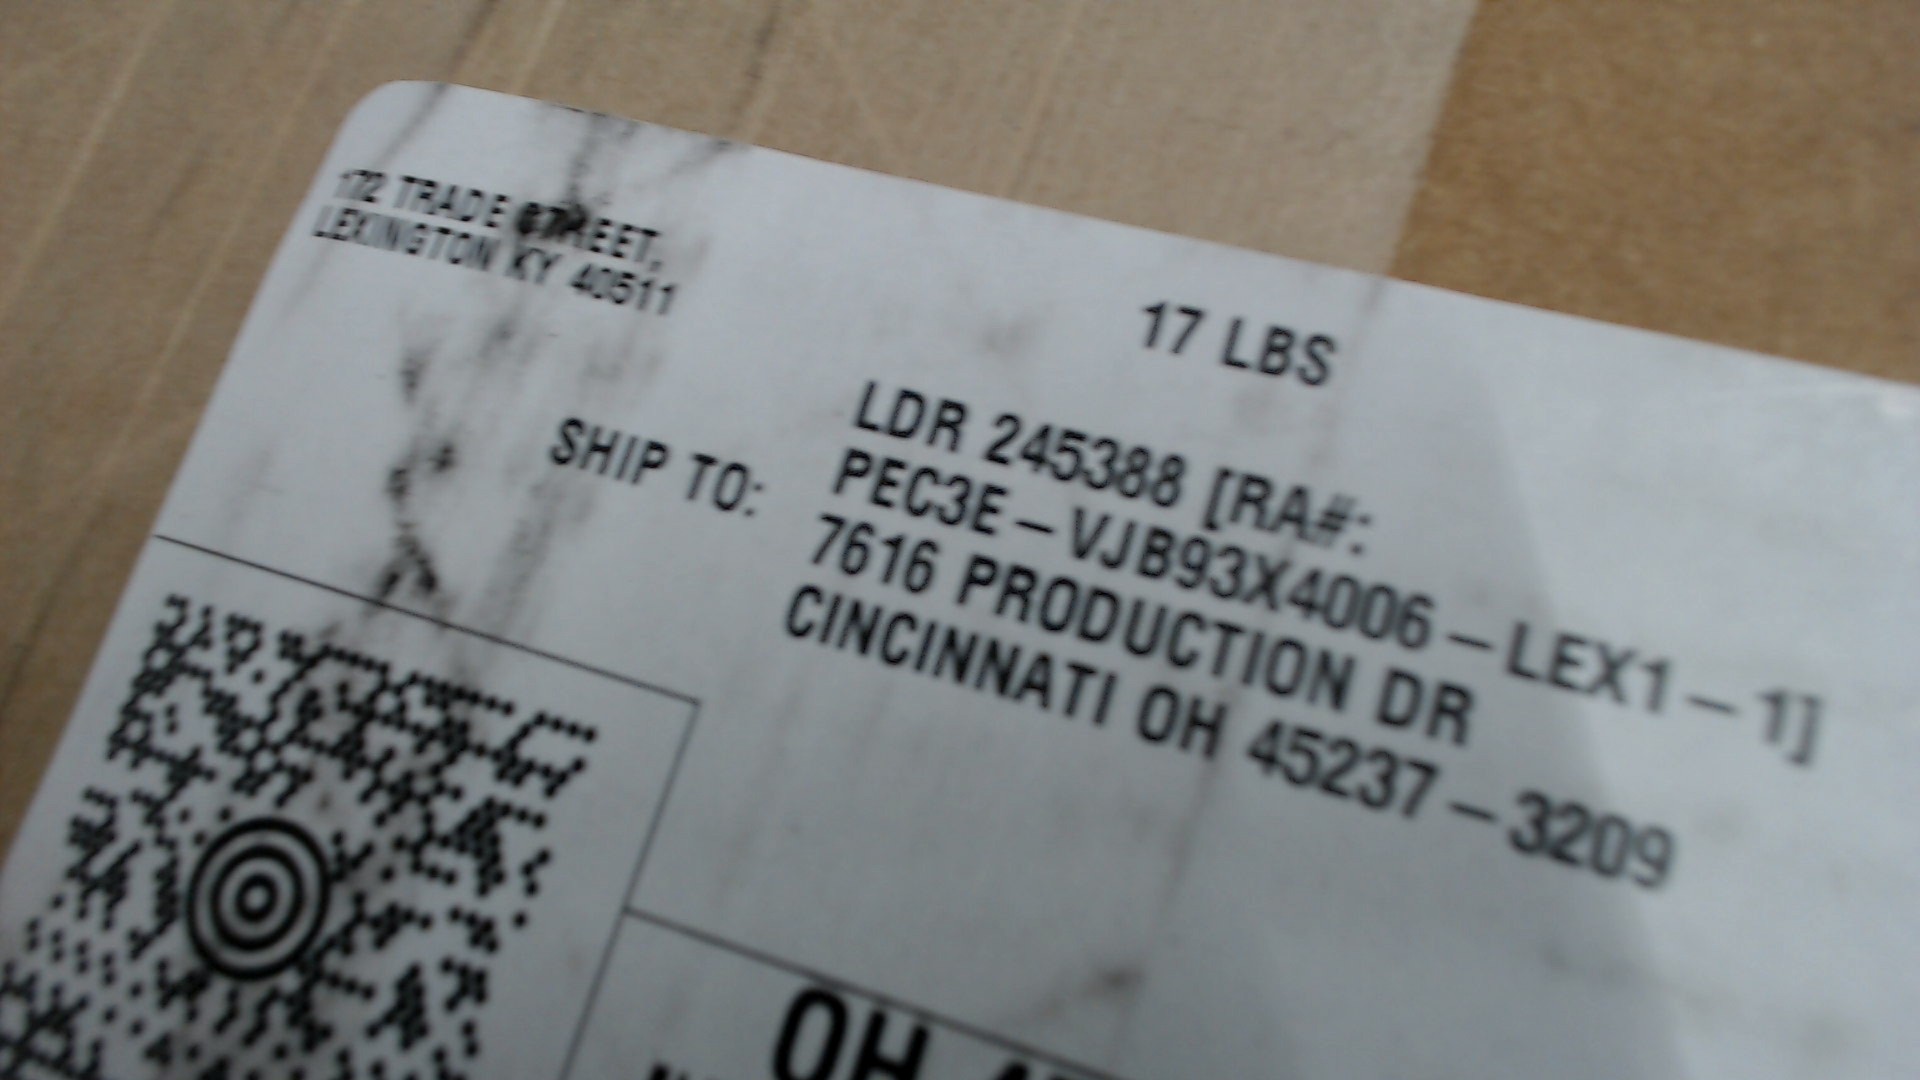 172 TRADE STREET,
LEXINGTON KY 40511
17 LBS
SHIP TO:
LDR 245388 [RA#:
PEC3E-VJB93X4006-LEX1-1]
7616 PRODUCTION DR
CINCINNATI OH 45237-3209
OH